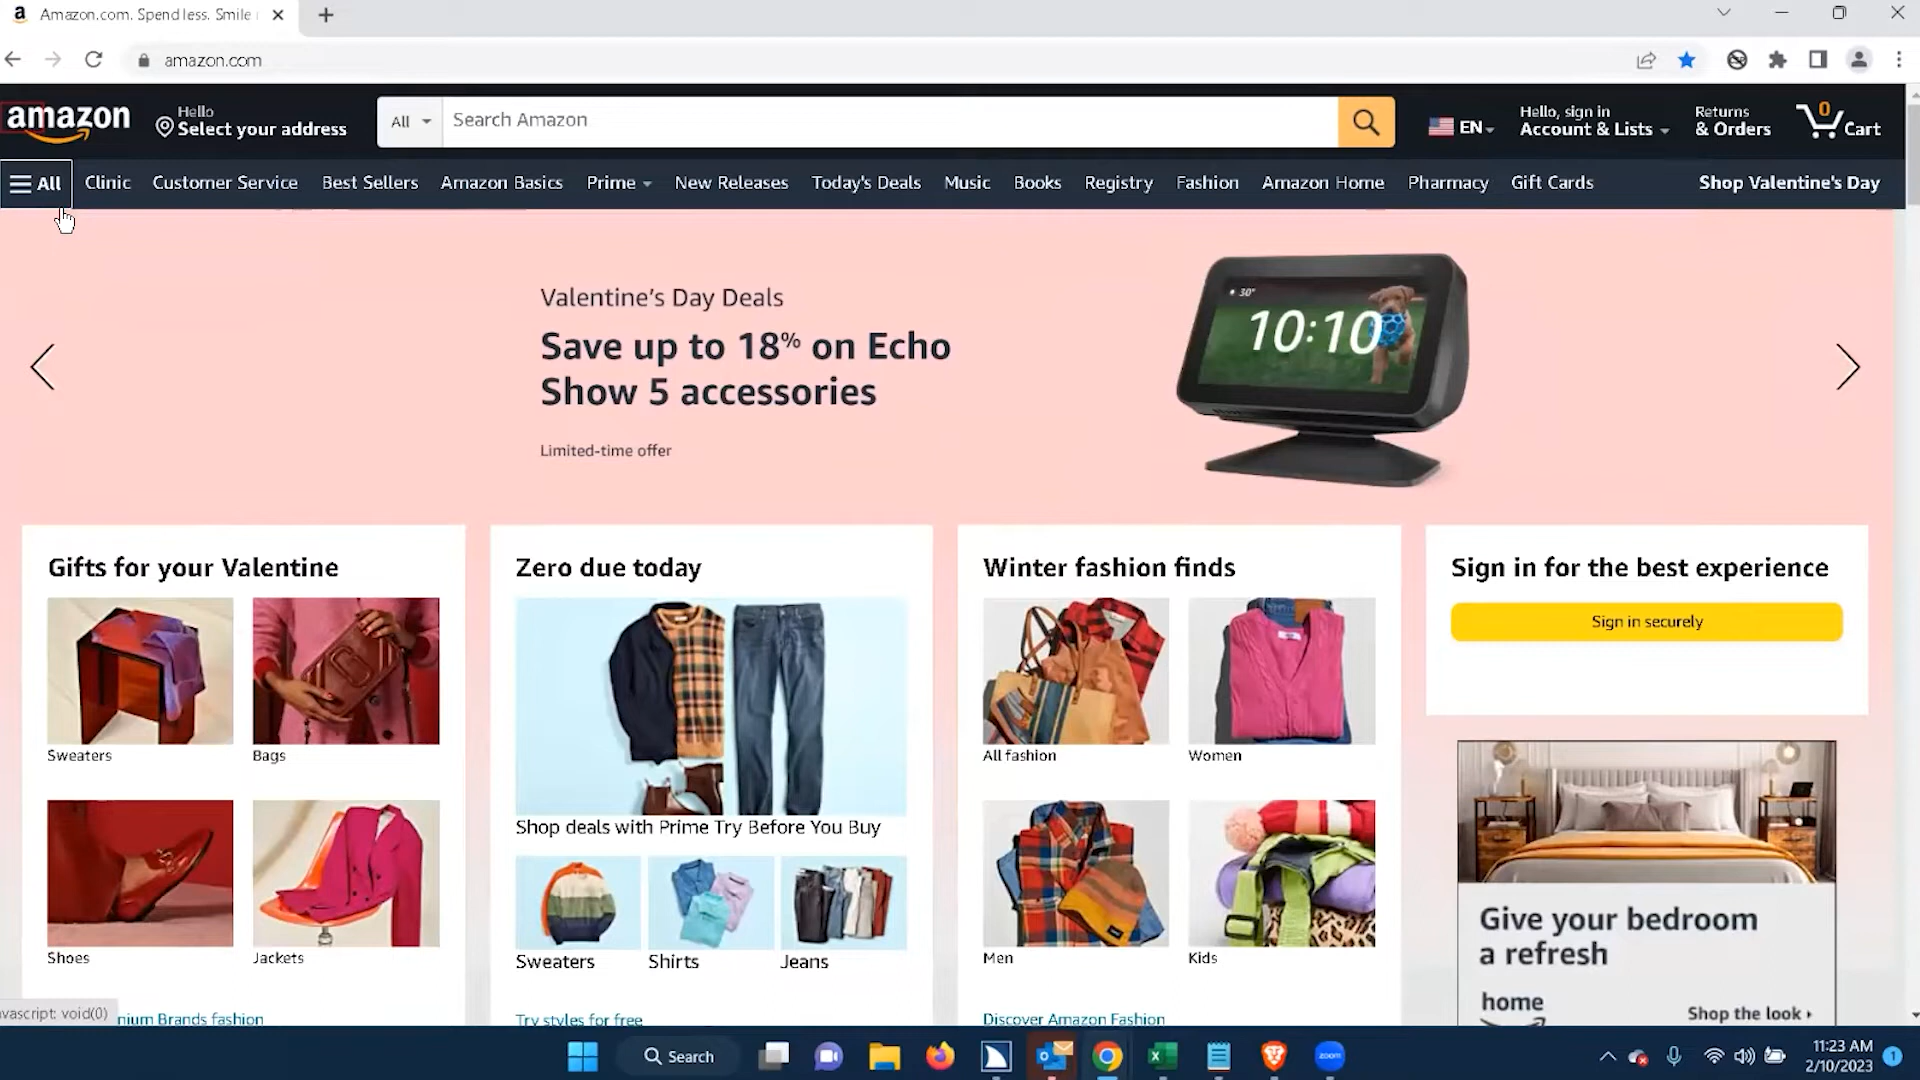 Amazon.com. Spend less. Smile
amazon.com
amazon
Hello
Select your address
All
Search Amazon
EN
Hello, sign in
Account & Lists
Returns
& Orders
0
Cart
All
Clinic
Customer Service
Best Sellers
Amazon Basics
Prime
New Releases
Today's Deals
Music
Books
Registry
Fashion
Amazon Home
Pharmacy
Gift Cards
Shop Valentine's Day
Valentine's Day Deals
Save up to 18% on Echo
Show 5 accessories
Limited-time offer
30°
10:10
Gifts for your Valentine
Sweaters
Bags
Shoes
Jackets
nium Brands fashion
Zero due today
Shop deals with Prime Try Before You Buy
Sweaters
Shirts
Jeans
Try styles for free
Winter fashion finds
All fashion
Women
Men
Kids
Discover Amazon Fashion
Sign in for the best experience
Sign in securely
Give your bedroom
a refresh
home
Shop the look
avascript: void(0)
Search
zoom
11:23 AM
2/10/2023
1